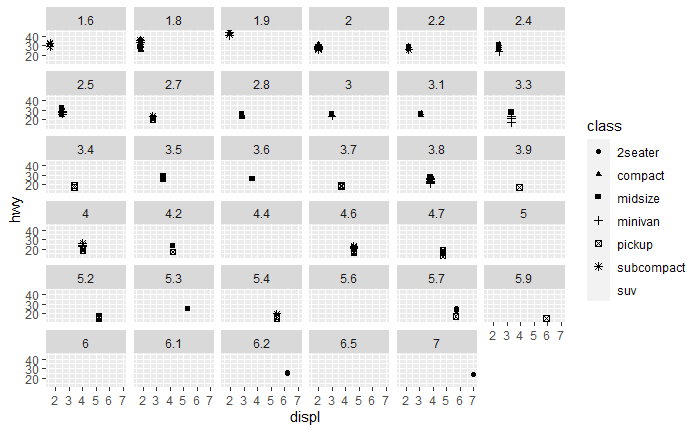 1.6 1.8 1.9 2 2.2 2.4
40
30
20
2.5 2.7 2.8 3 3.1 3.3
40
30
20
3.4 3.5 3.6 3.7 3.8 3.9
40
30
20
4 4.2 4.4 4.6 4.7 5
40
30
20
5.2 5.3 5.4 5.6 5.7 5.9
40
30
20
2 3 4 5 6 7
6 6.1 6.2 6.5 7
40
30
20
2 3 4 5 6 7 2 3 4 5 6 7 2 3 4 5 6 7 2 3 4 5 6 7 2 3 4 5 6 7
displ
hwy
class
2seater
compact
midsize
minivan
pickup
subcompact
suv